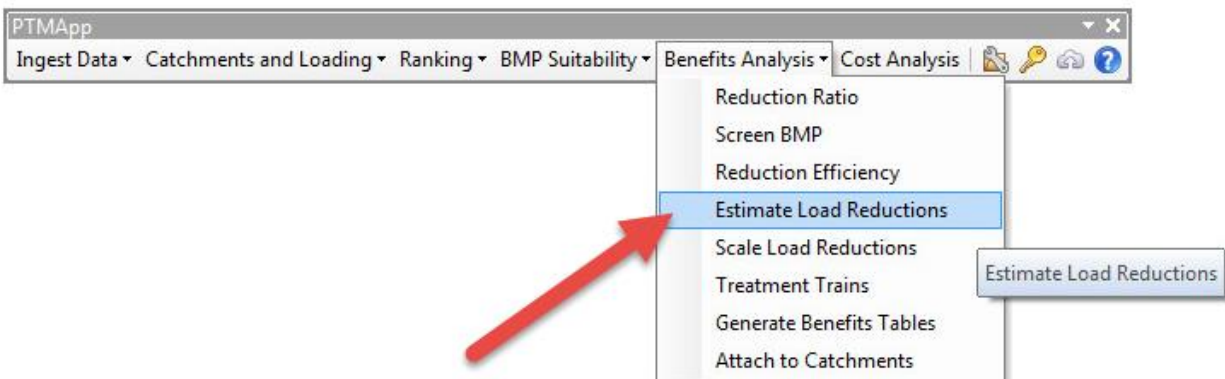 PTMApp
Ingest Data Catchments and Loading Ranking BMP Suitability Benefits Analysis Cost Analysis
Reduction Ratio
Screen BMP
Reduction Efficiency
Estimate Load Reductions
Scale Load Reductions
Estimate Load Reductions
Treatment Trains
Generate Benefits Tables
Attach to Catchments